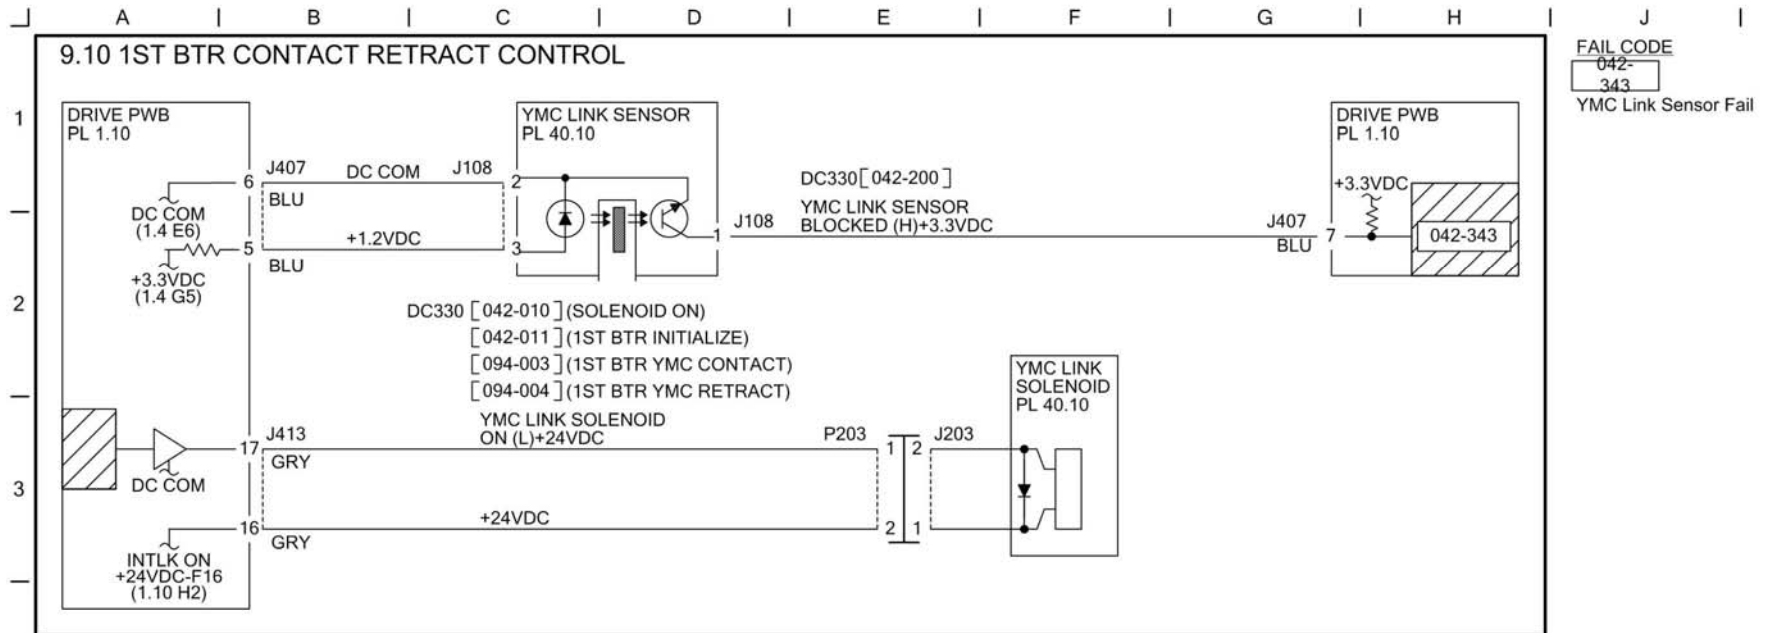 A B C D E F G H J
9.10 1ST BTR CONTACT RETRACT CONTROL
FAIL CODE
042-
343
YMC Link Sensor Fail
1
DRIVE PWB
PL 1.10
YMC LINK SENSOR
PL 40.10
DRIVE PWB
PL 1.10
6 J407 DC COM J108 2
BLU
DC COM
(1.4 E6)
5 +1.2VDC 3
BLU
+3.3VDC
(1.4 G5)
DC330 [042-200]
YMC LINK SENSOR
BLOCKED (H)+3.3VDC
1 J108
J407 7
BLU
+3.3VDC
042-343
2
DC330 [042-010] (SOLENOID ON)
[042-011] (1ST BTR INITIALIZE)
[094-003] (1ST BTR YMC CONTACT)
[094-004] (1ST BTR YMC RETRACT)
YMC LINK
SOLENOID
PL 40.10
YMC LINK SOLENOID
ON (L)+24VDC
17 J413 P203 1 2 J203
GRY
DC COM
3
16 +24VDC 2 1
GRY
INTLK ON
+24VDC-F16
(1.10 H2)